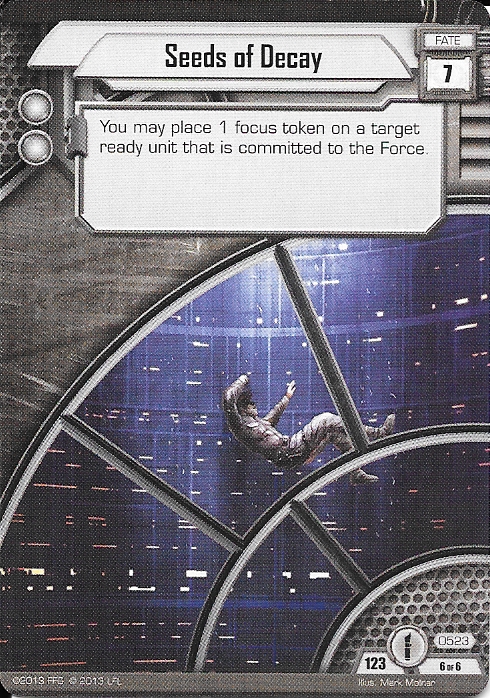 Seeds of Decay
FATE
7
You may place 1 focus token on a target
ready unit that is committed to the Force.
0523
123
6 OF 6
©2013 FFG © 2013 LFL
Illus. Mark Molnar